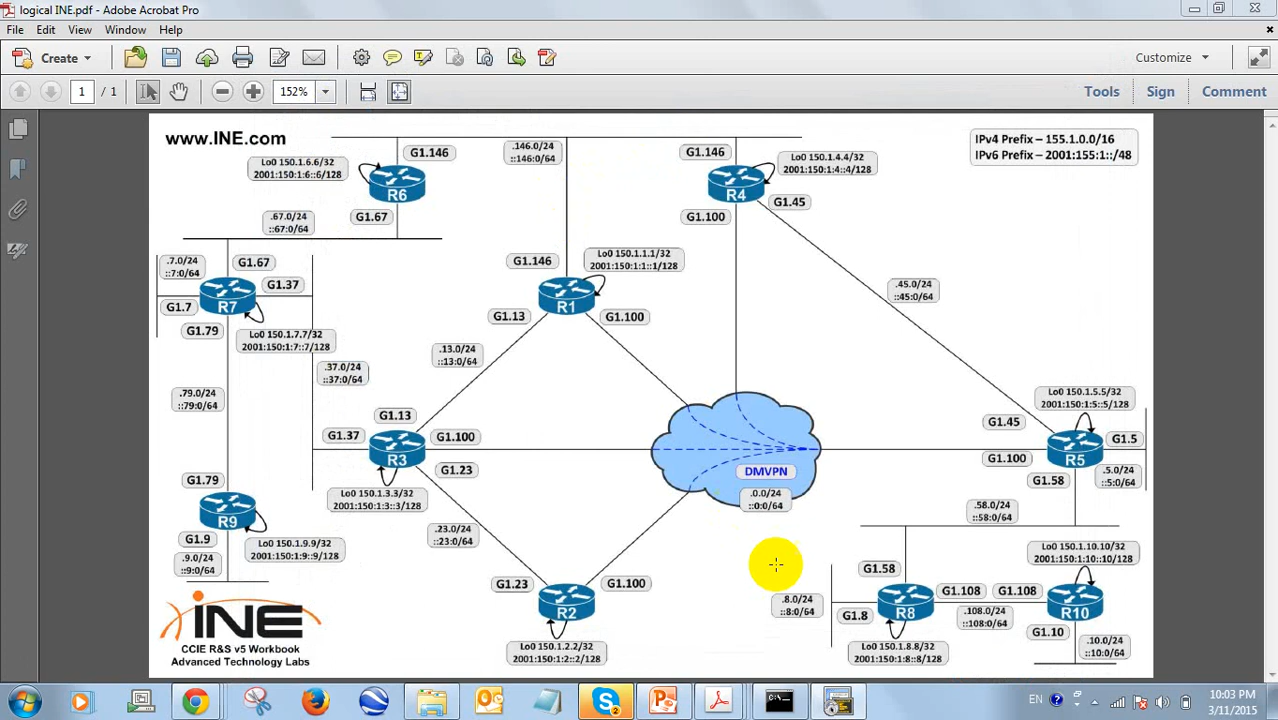 logical INE.pdf - Adobe Acrobat Pro
File Edit View Window Help
Create
Customize
1 / 1
152%
Tools Sign Comment
www.INE.com
IPv4 Prefix – 155.1.0.0/16
IPv6 Prefix – 2001:155:1::/48
Lo0 150.1.6.6/32
2001:150:1:6::6/128
G1.146
R6
G1.67
.146.0/24
::146:0/64
G1.146
R4
Lo0 150.1.4.4/32
2001:150:1:4::4/128
G1.45
G1.100
.67.0/24
::67:0/64
.7.0/24
::7:0/64
G1.67
G1.37
G1.7
R7
G1.79
Lo0 150.1.7.7/32
2001:150:1:7::7/128
G1.146
Lo0 150.1.1.1/32
2001:150:1:1::1/128
R1
G1.13
G1.100
.45.0/24
::45:0/64
.13.0/24
::13:0/64
.37.0/24
::37:0/64
.79.0/24
::79:0/64
G1.13
G1.37
R3
G1.100
G1.23
Lo0 150.1.3.3/32
2001:150:1:3::3/128
DMVPN
.0.0/24
::0:0/64
Lo0 150.1.5.5/32
2001:150:1:5::5/128
G1.45
G1.5
G1.100
R5
G1.58
.5.0/24
::5:0/64
G1.79
R9
G1.9
.9.0/24
::9:0/64
Lo0 150.1.9.9/32
2001:150:1:9::9/128
.23.0/24
::23:0/64
.58.0/24
::58:0/64
G1.23
G1.100
R2
Lo0 150.1.2.2/32
2001:150:1:2::2/128
G1.58
Lo0 150.1.10.10/32
2001:150:1:10::10/128
.8.0/24
::8:0/64
G1.8
R8
G1.108
G1.108
.108.0/24
::108:0/64
R10
G1.10
.10.0/24
::10:0/64
Lo0 150.1.8.8/32
2001:150:1:8::8/128
iNE
CCIE R&S v5 Workbook
Advanced Technology Labs
EN
10:03 PM
3/11/2015